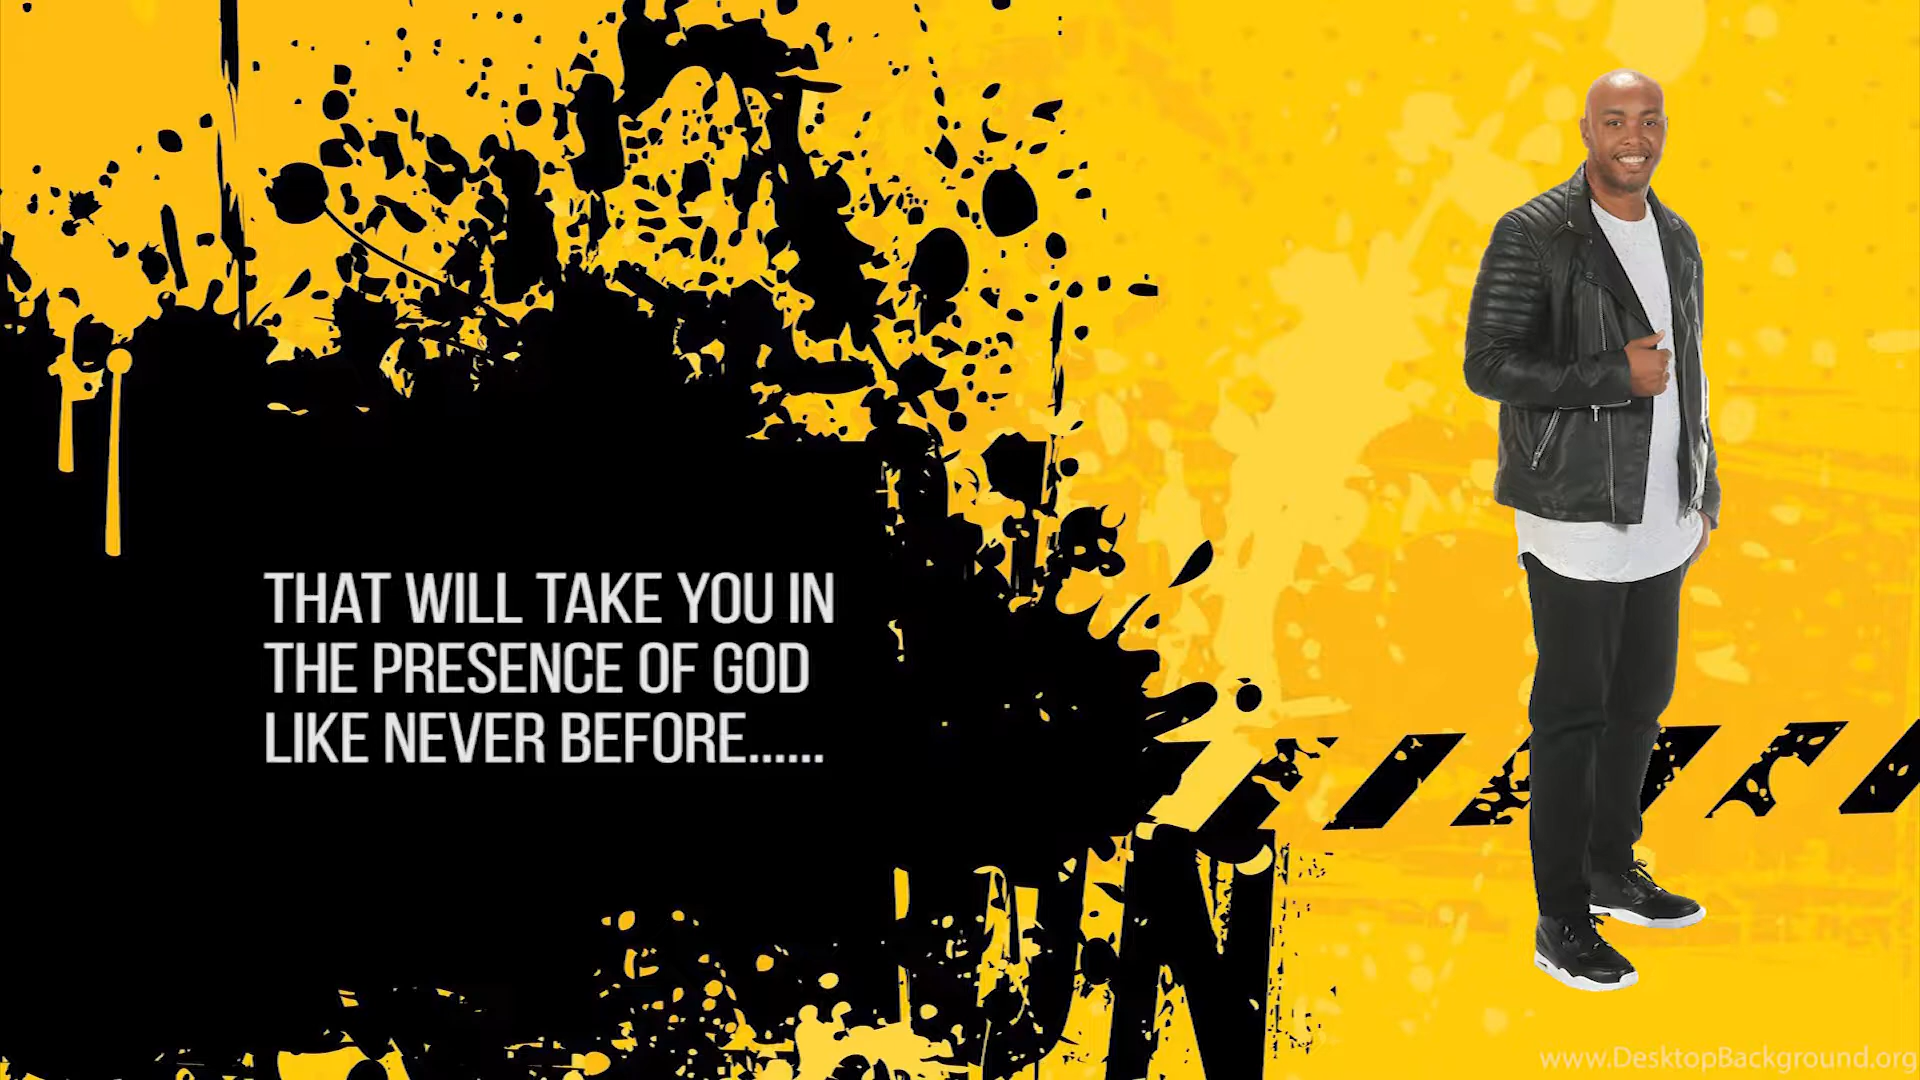 THAT WILL TAKE YOU IN
THE PRESENCE OF GOD
LIKE NEVER BEFORE......
www.DesktopBackground.org